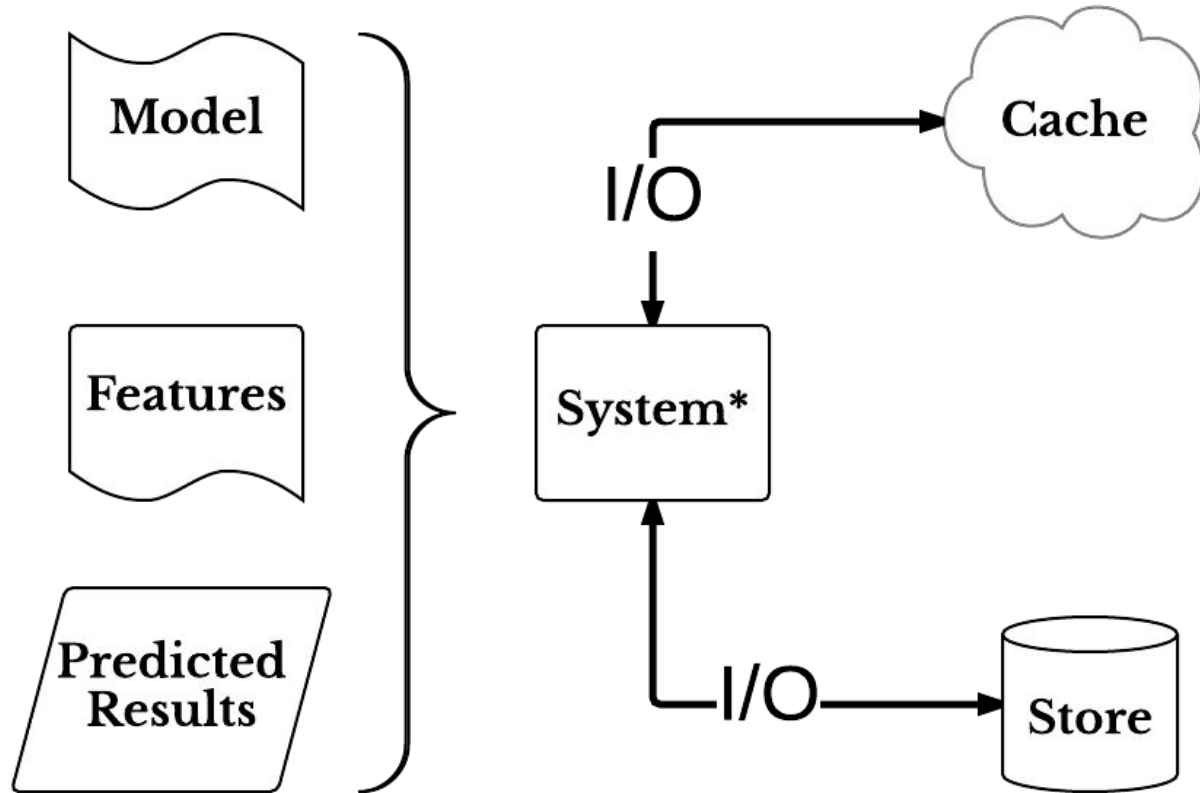 Model
Cache
I/O
Features
System*
Predicted
Results
I/O
Store